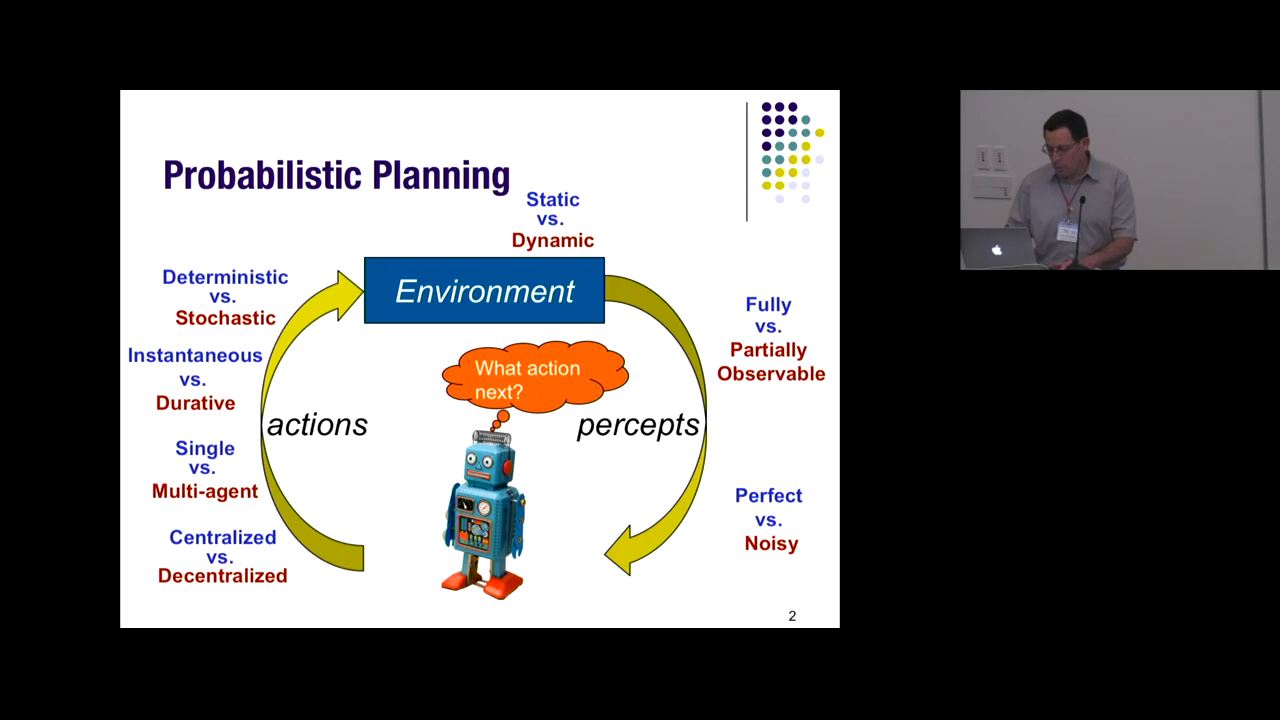 Probabilistic Planning
Static
vs.
Dynamic
Deterministic
vs.
Stochastic
Environment
Fully
vs.
Partially
Observable
Instantaneous
vs.
Durative
What action
next?
actions
percepts
Single
vs.
Multi-agent
Perfect
vs.
Noisy
Centralized
vs.
Decentralized
2